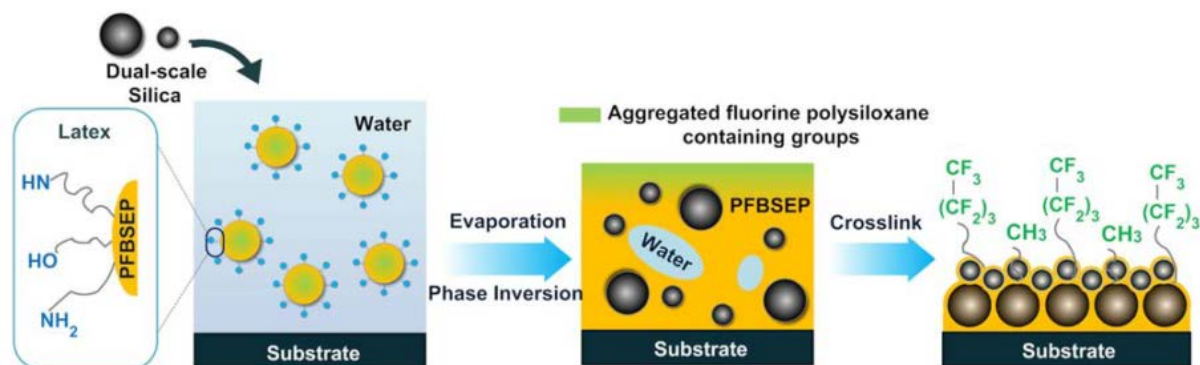 Dual-scale
Silica
Latex
HN
HO
NH2
PFBSEP
Water
Substrate
Evaporation
Phase Inversion
Aggregated fluorine polysiloxane
containing groups
PFBSEP
Water
Substrate
Crosslink
CF3
(CF2)3
CH3
CF3
(CF2)3
CH3
CF3
(CF2)3
Substrate